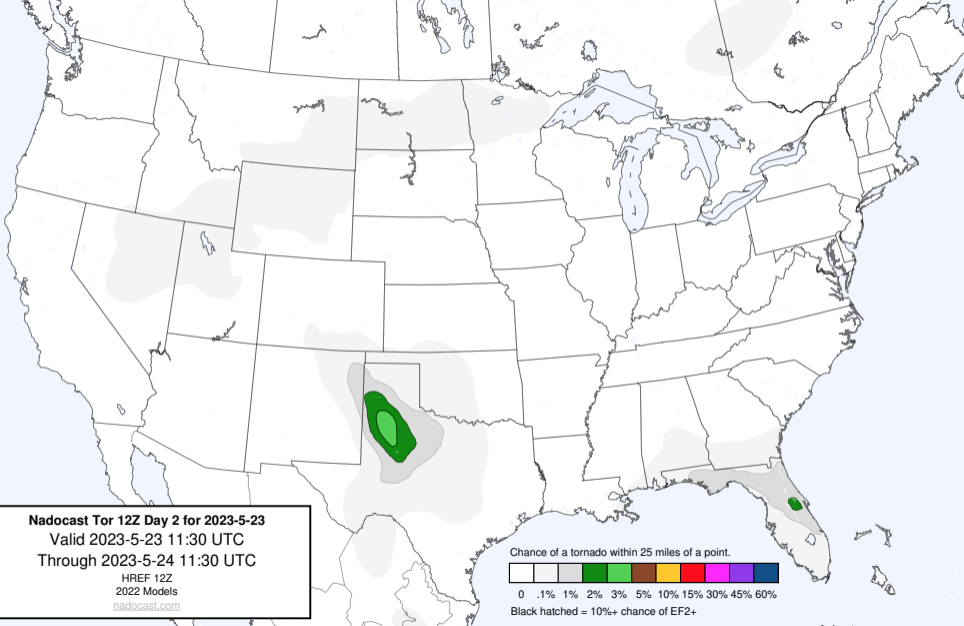 Nadocast Tor 12Z Day 2 for 2023-5-23
Valid 2023-5-23 11:30 UTC
Through 2023-5-24 11:30 UTC
HREF 12Z
2022 Models
nadocast.com
Chance of a tornado within 25 miles of a point.
0 .1% 1% 2% 3% 5% 10% 15% 30% 45% 60%
Black hatched = 10%+ chance of EF2+